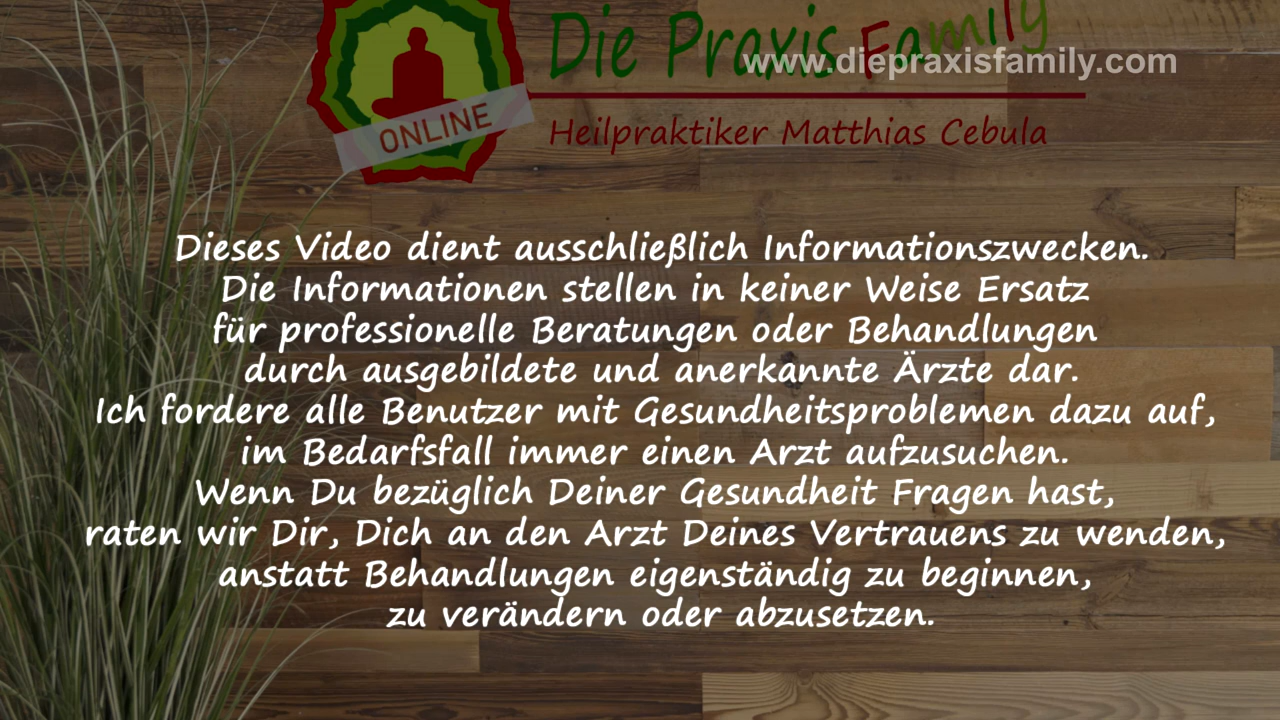 Die Praxis Family
www.diepraxisfamily.com
ONLINE
Heilpraktiker Matthias Cebula
Dieses Video dient ausschließlich Informationszwecken.
Die Informationen stellen in keiner Weise Ersatz
für professionelle Beratungen oder Behandlungen
durch ausgebildete und anerkannte Ärzte dar.
Ich fordere alle Benutzer mit Gesundheitsproblemen dazu auf,
im Bedarfsfall immer einen Arzt aufzusuchen.
Wenn Du bezüglich Deiner Gesundheit Fragen hast,
raten wir Dir, Dich an den Arzt Deines Vertrauens zu wenden,
anstatt Behandlungen eigenständig zu beginnen,
zu verändern oder abzusetzen.